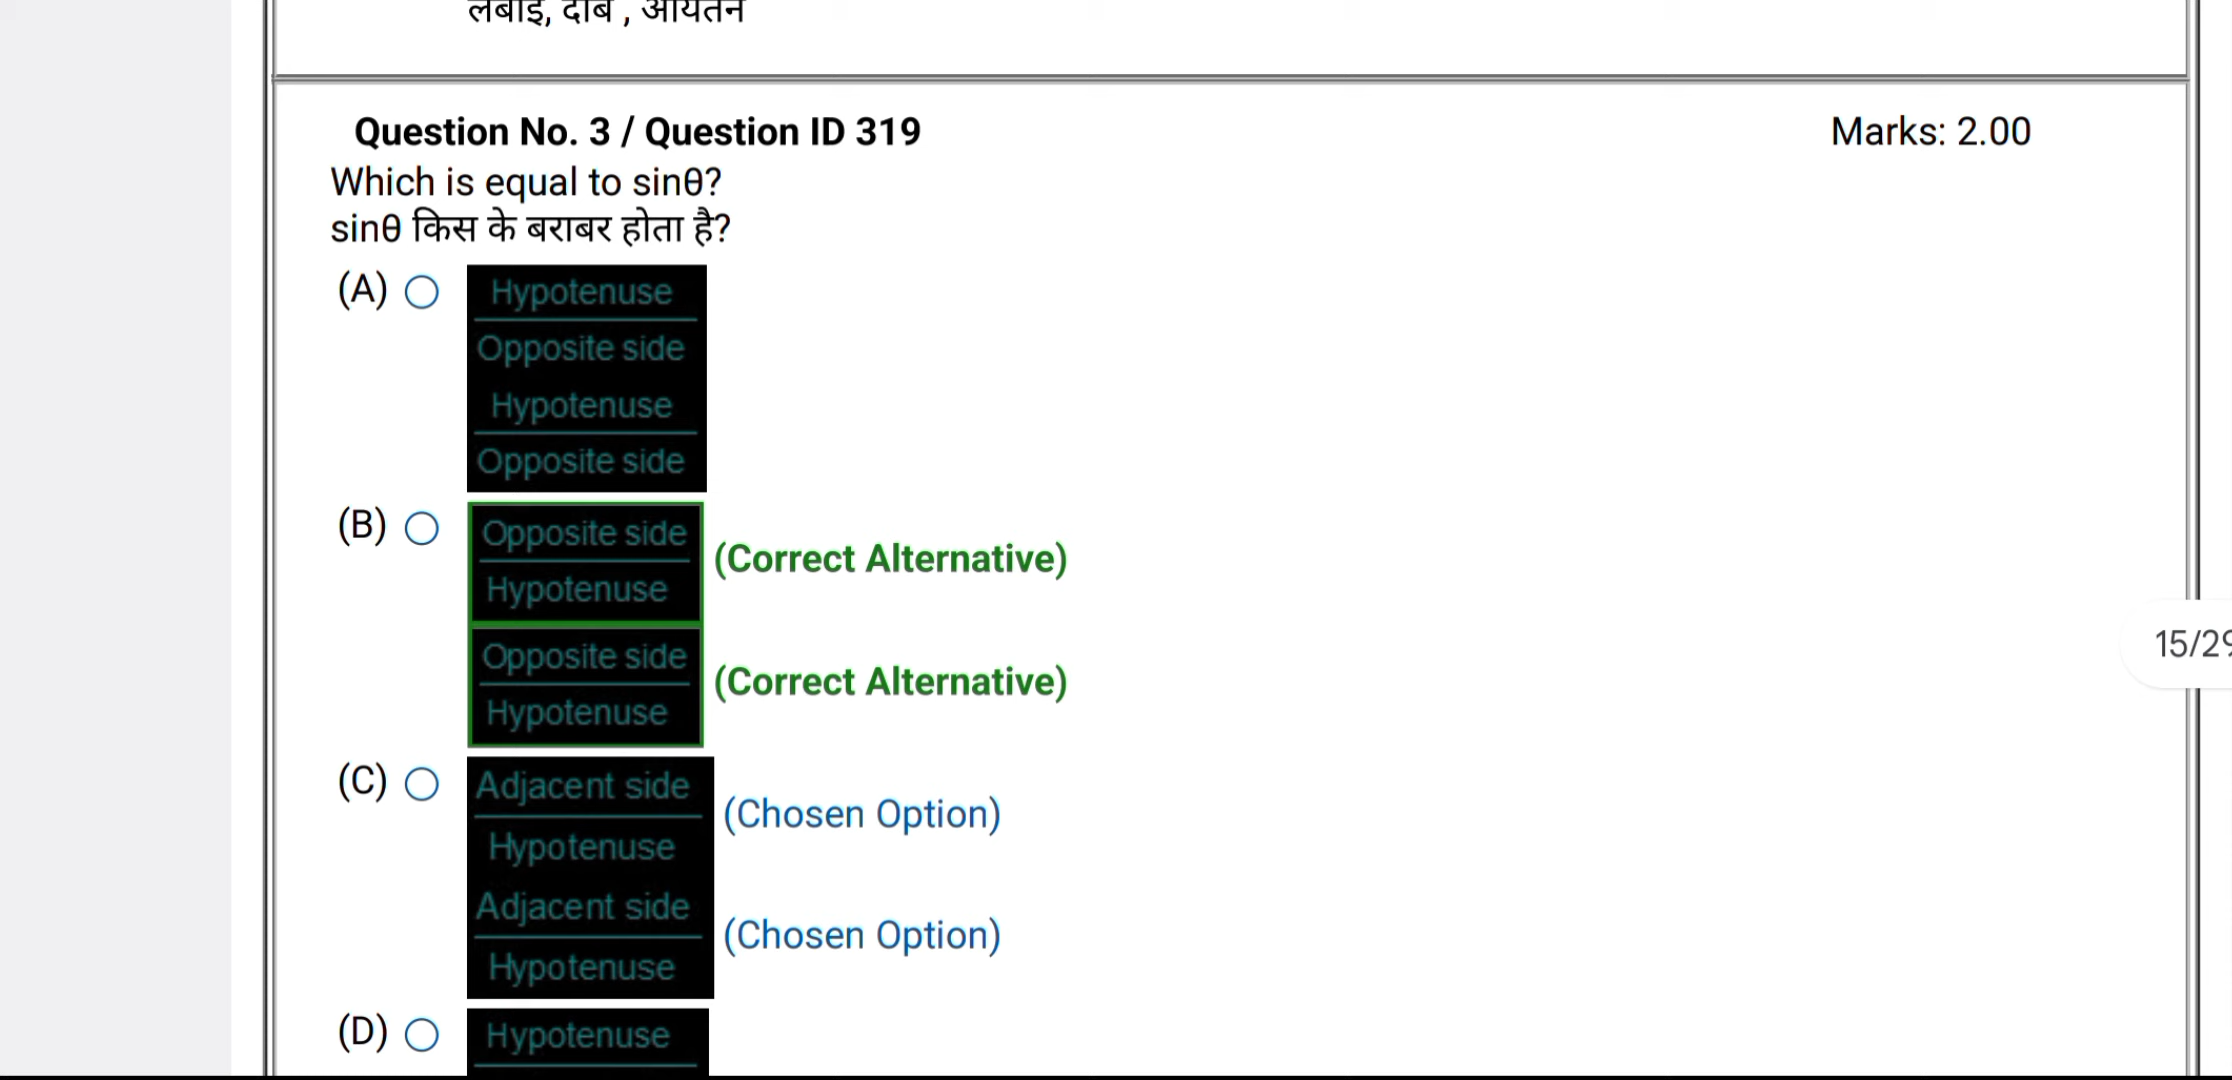 लंबाई, दाब , आयतन
Question No. 3 / Question ID 319 Marks: 2.00
Which is equal to sinθ?
sinθ किस के बराबर होता है?
(A) Hypotenuse
Opposite side
Hypotenuse
Opposite side
(B) Opposite side
Hypotenuse
(Correct Alternative)
Opposite side
Hypotenuse
(Correct Alternative)
(C) Adjacent side
Hypotenuse
(Chosen Option)
Adjacent side
Hypotenuse
(Chosen Option)
(D) Hypotenuse
15/29